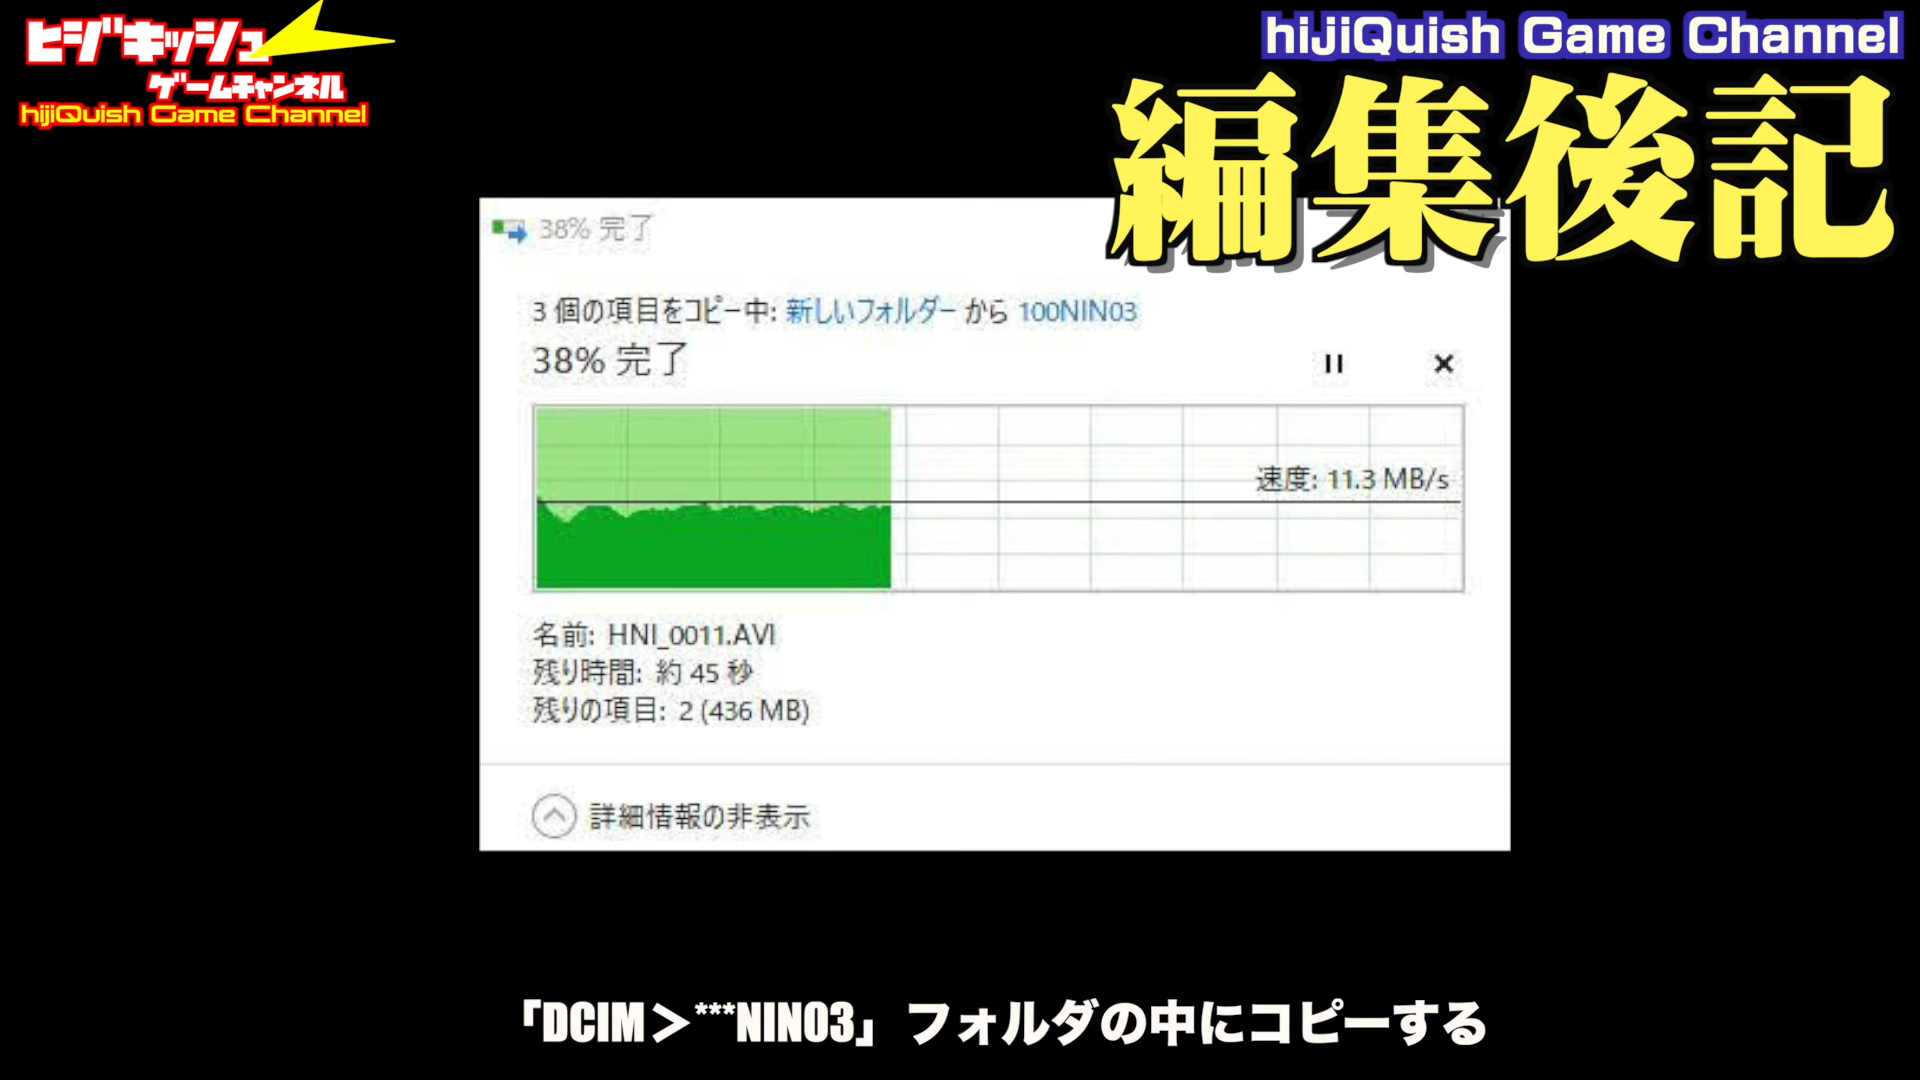 ヒジキッシュ
ゲームチャンネル
hijiQuish Game Channel
hijiQuish Game Channel
編集後記
38% 完了
3 個の項目をコピー中: 新しいフォルダー から 100NIN03
38% 完了
速度: 11.3 MB/s
名前: HNI_0011.AVI
残り時間: 約 45 秒
残りの項目: 2 (436 MB)
詳細情報の非表示
「DCIM＞***NIN03」フォルダの中にコピーする